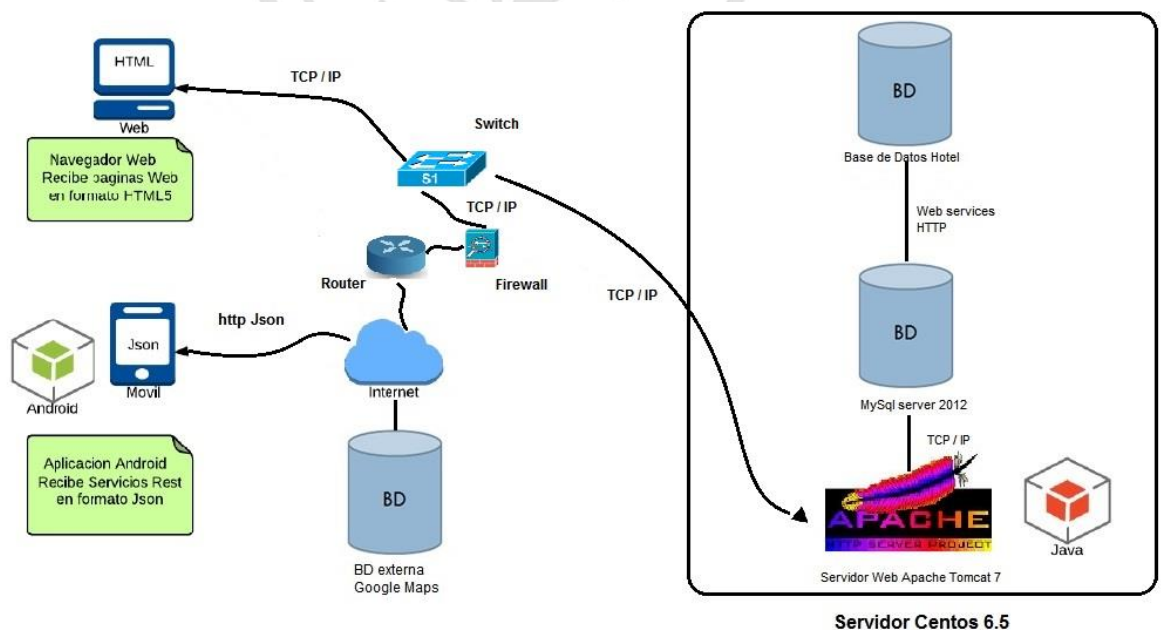 HTML
Web
Navegador Web
Recibe paginas Web
en formato HTML5
TCP / IP
Switch
S1
TCP / IP
Router
Firewall
TCP / IP
http Json
Json
Movil
Android
Internet
Aplicacion Android
Recibe Servicios Rest
en formato Json
BD
BD externa
Google Maps
BD
Base de Datos Hotel
Web services
HTTP
BD
MySql server 2012
TCP / IP
APACHE
HTTP SERVER PROJECT
Java
Servidor Web Apache Tomcat 7
Servidor Centos 6.5